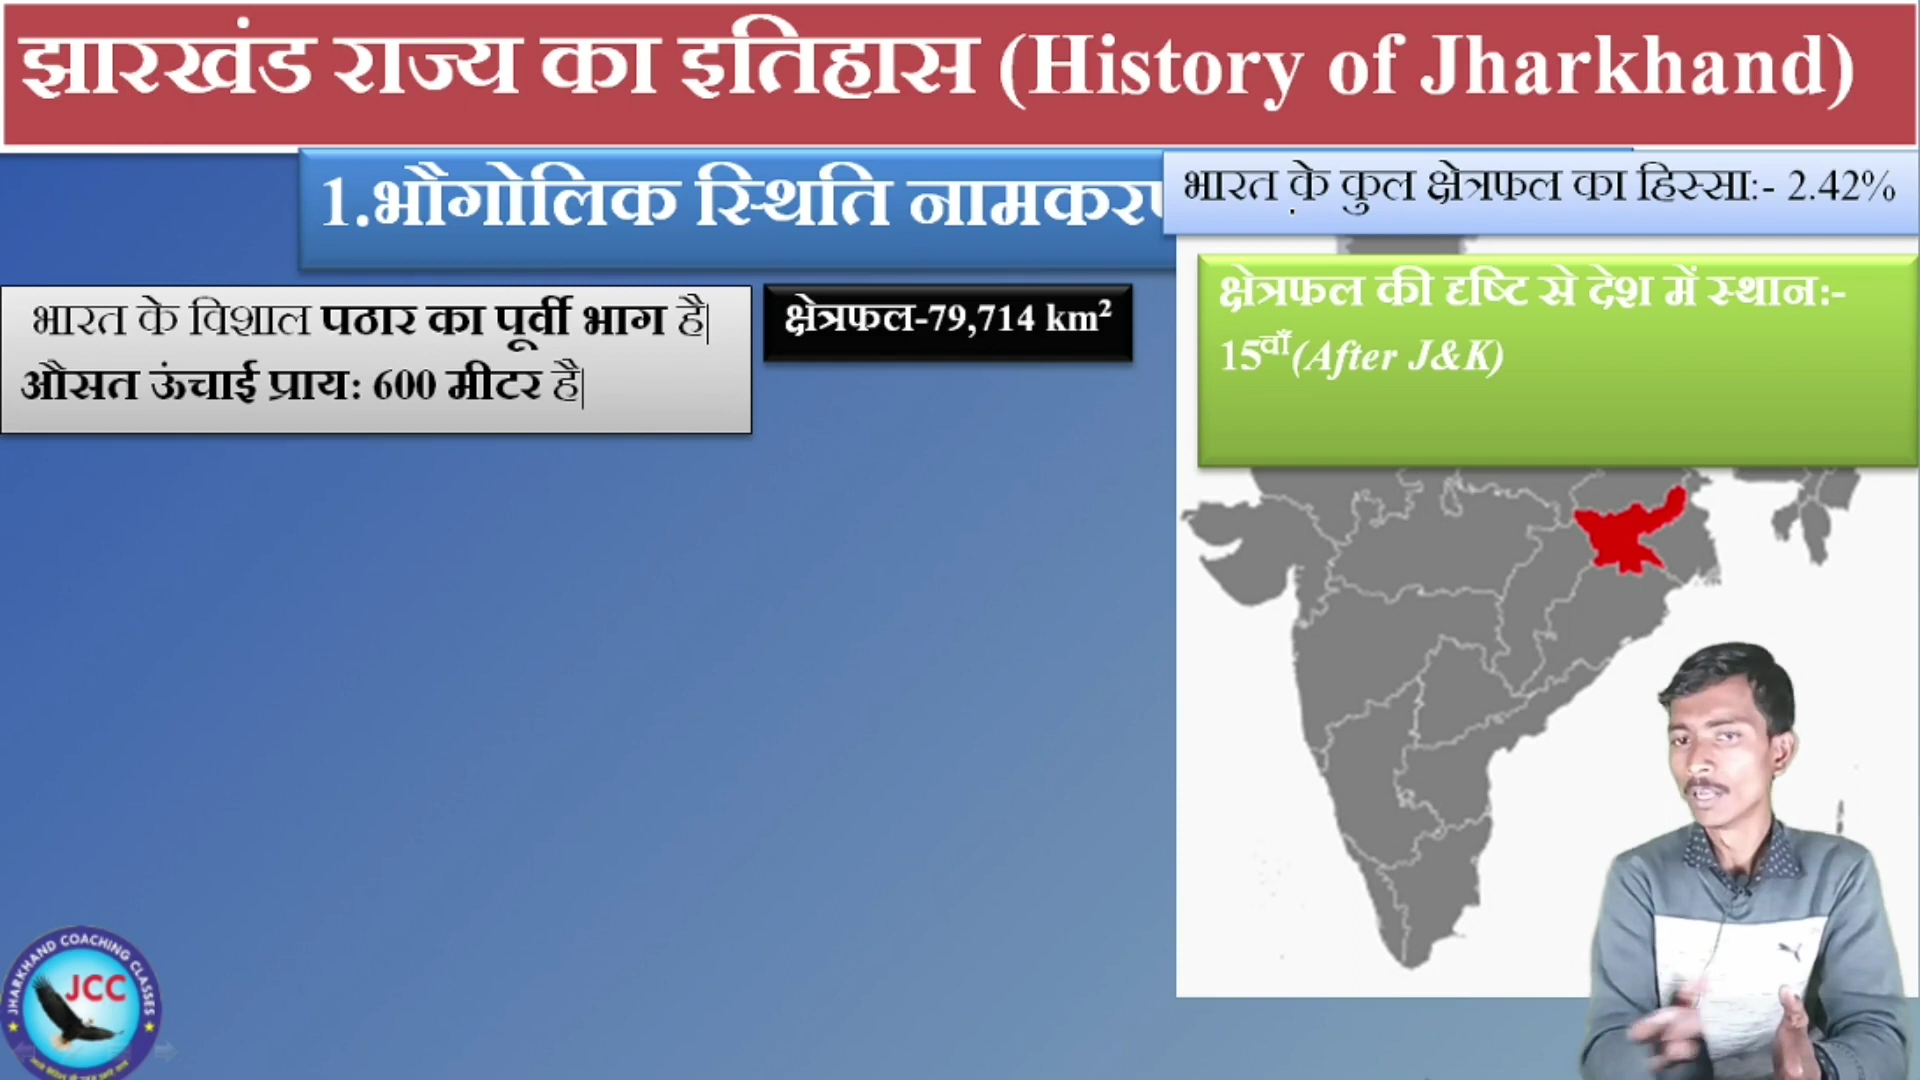 झारखंड राज्य का इतिहास (History of Jharkhand)
1.भौगोलिक स्थिति नामकर
भारत के कुल क्षेत्रफल का हिस्सा:- 2.42%
भारत के विशाल पठार का पूर्वी भाग है|
औसत ऊंचाई प्राय: 600 मीटर है|
क्षेत्रफल-79,714 km²
क्षेत्रफल की दृष्टि से देश में स्थान:-
15वाँ(After J&K)
JHARKHAND COACHING CLASSES
JCC